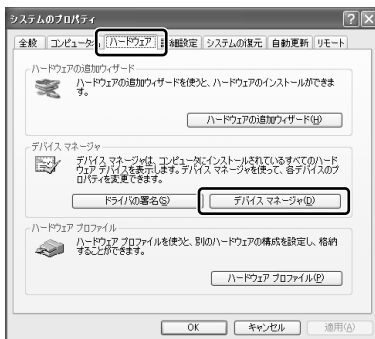 システムのプロパティ
全般 コンピュータ ハードウェア 詳細設定 システムの復元 自動更新 リモート
ハードウェアの追加ウィザード
ハードウェアの追加ウィザードを使うと、ハードウェアのインストールができま
す。
ハードウェアの追加ウィザード(H)
デバイス マネージャ
デバイス マネージャは、コンピュータにインストールされているすべてのハード
ウェア デバイスを表示します。デバイス マネージャを使って、各デバイスのプ
ロパティを変更できます。
ドライバの署名(S) デバイス マネージャ(D)
ハードウェア プロファイル
ハードウェア プロファイルを使うと、別のハードウェアの構成を設定し、格納
することができます。
ハードウェア プロファイル(P)
OK キャンセル 適用(A)